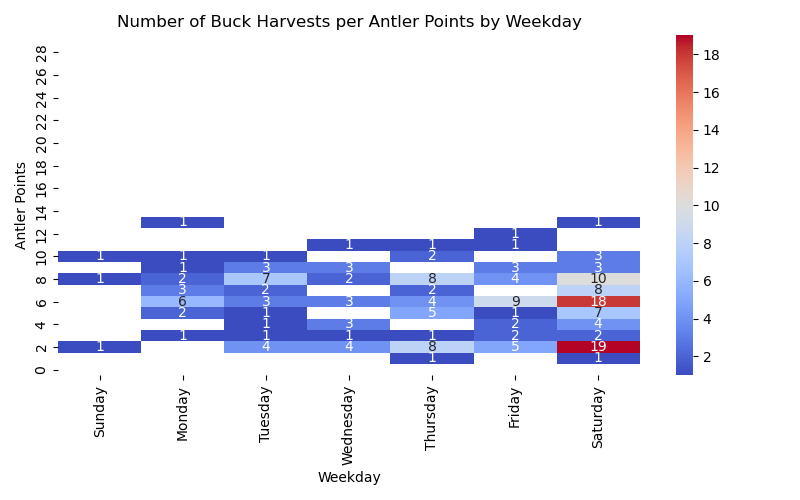 Number of Buck Harvests per Antler Points by Weekday
Antler Points
28
26
24
22
20
18
16
14
1 1
12 1
1 1 1
10 1 1 1 2 3
1 3 3 3 3
8 1 2 7 2 8 4 10
3 2 2 8
6 6 3 3 4 9 18
2 1 5 1 7
4 1 3 2 4
1 1 1 1 2 2
2 1 4 4 8 5 19
1 1
0
Sunday Monday Tuesday Wednesday Thursday Friday Saturday
Weekday
18
16
14
12
10
8
6
4
2